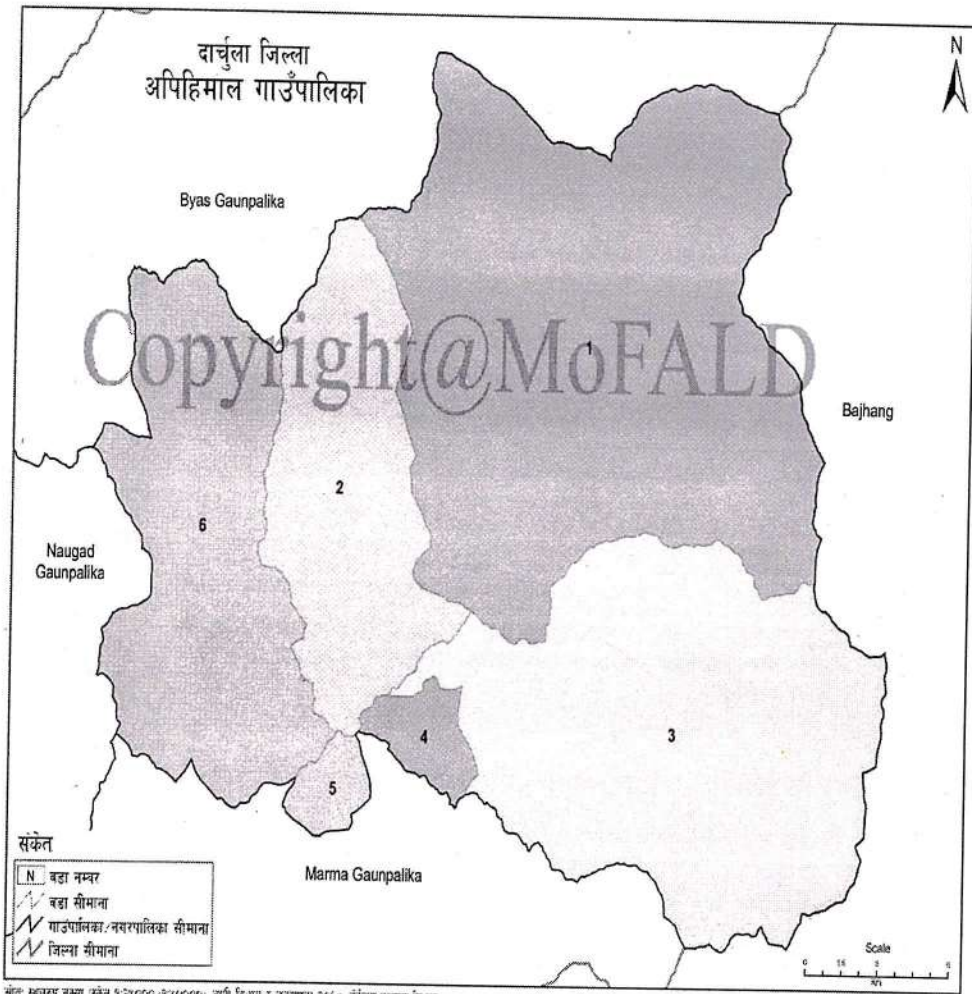 दार्चुला जिल्ला
अपिहिमाल गाउँपालिका
N
Byas Gaunpalika
Copyright@MoFALD
1
Bajhang
2
6
Naugad
Gaunpalika
3
4
5
Marma Gaunpalika
संकेत
N वडा नम्बर
वडा सीमाना
गाउँपालिका/नगरपालिका सीमाना
जिल्ला सीमाना
Scale